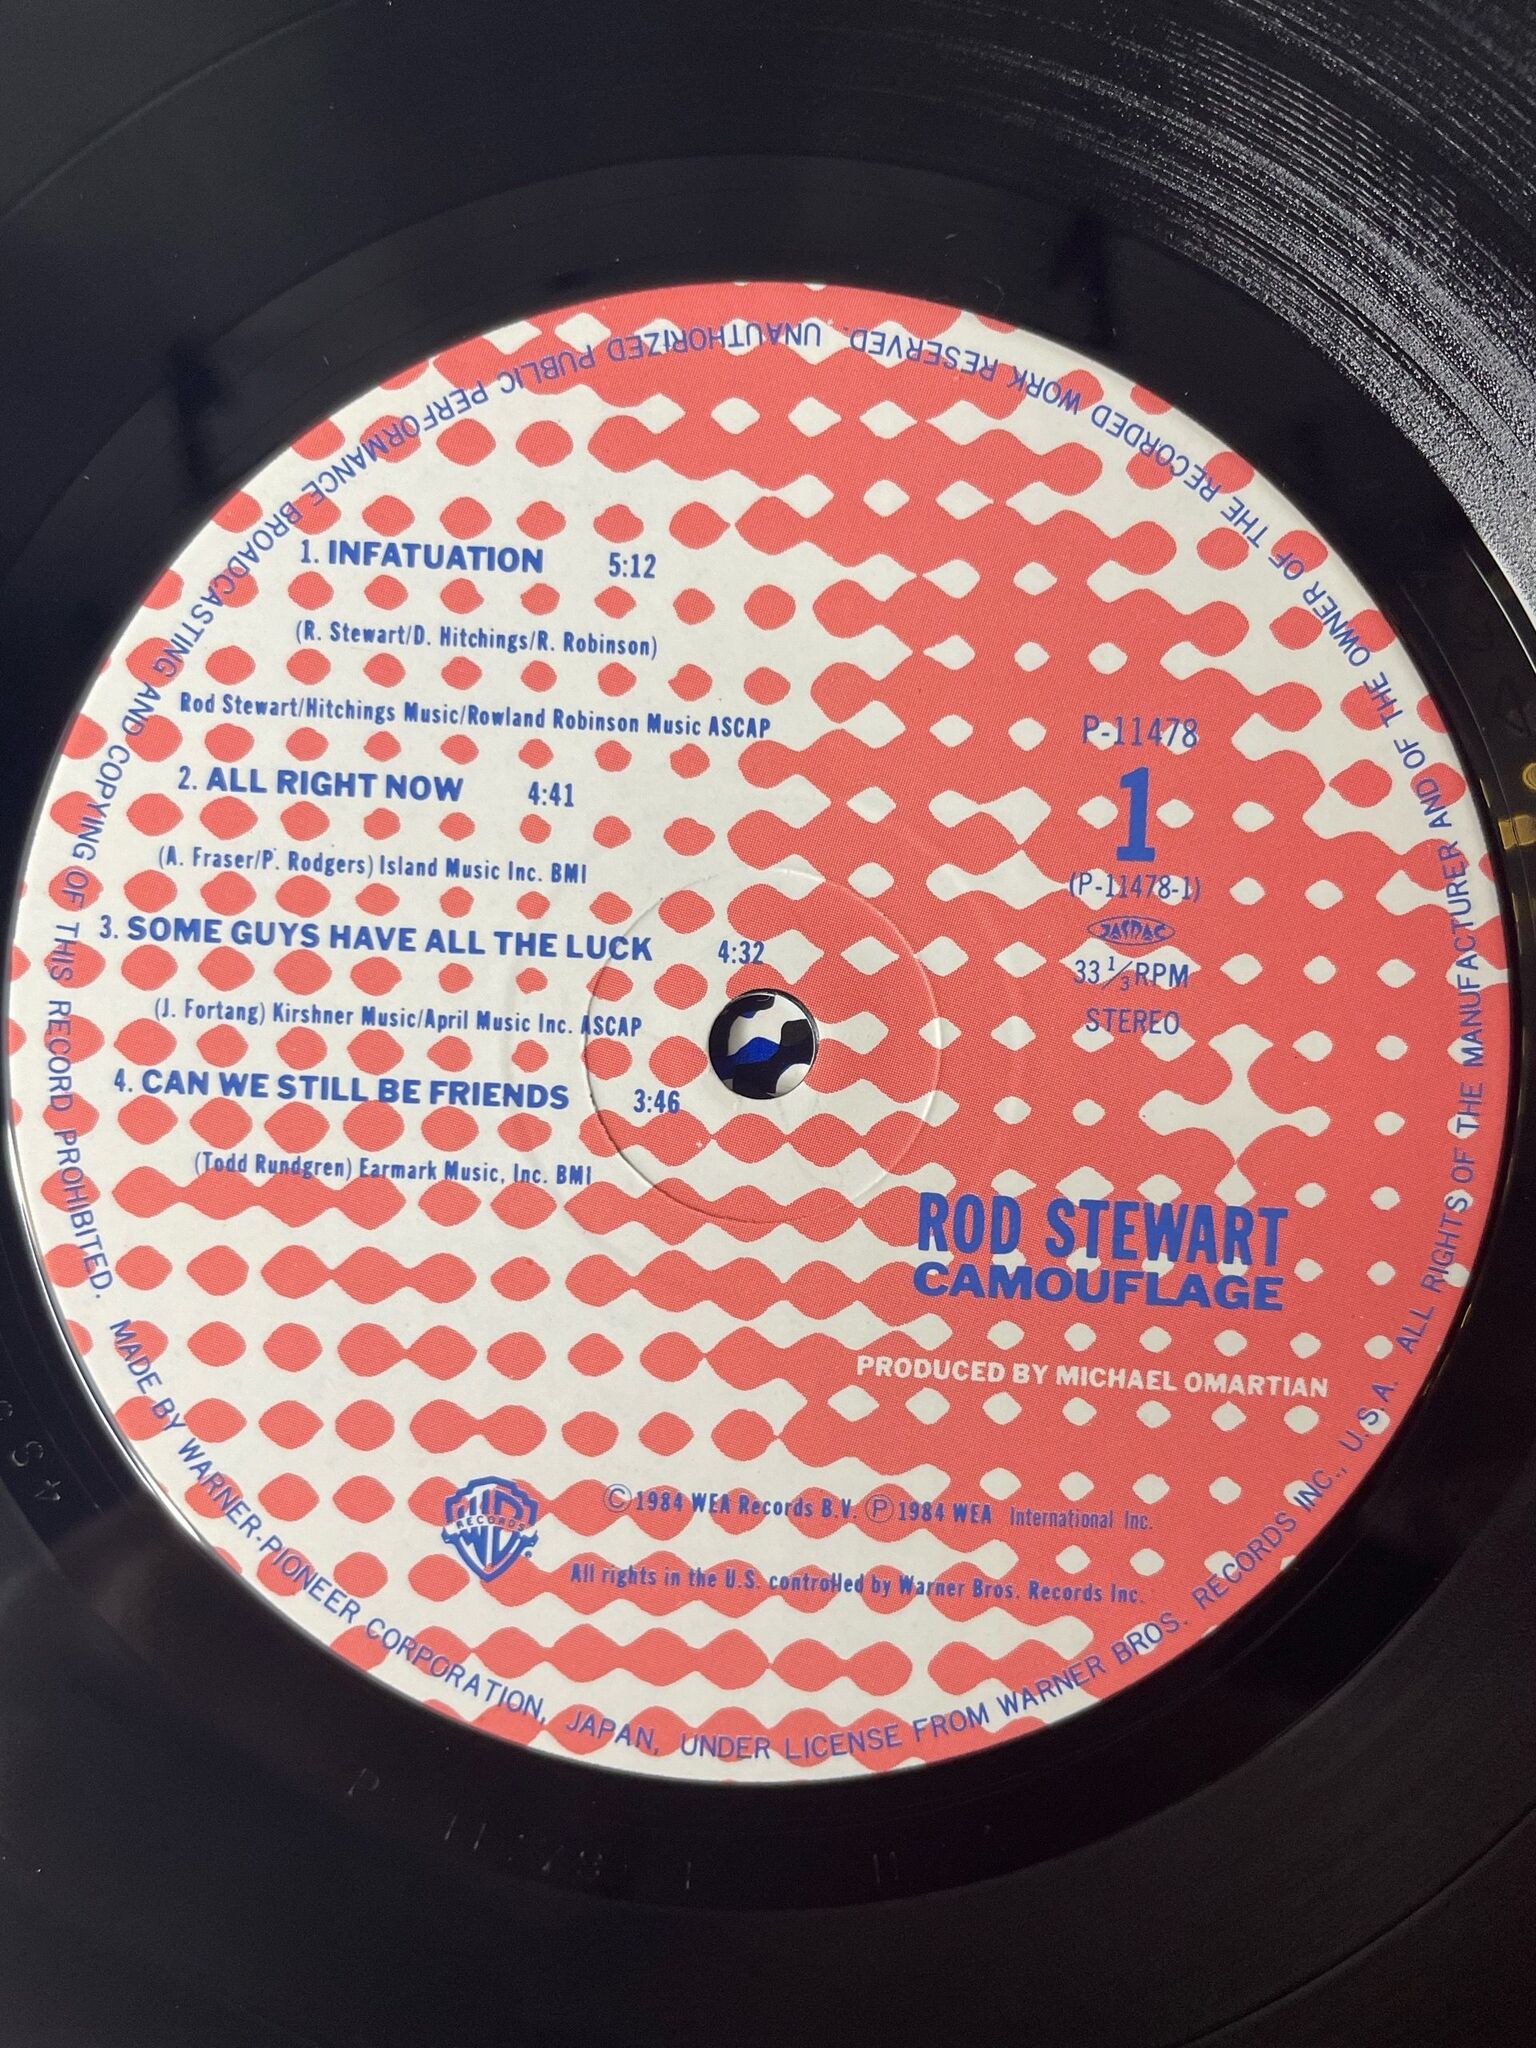 1. INFATUATION 5:12
(R. Stewart/D. Hitchings/R. Robinson)
Rod Stewart/Hitchings Music/Rowland Robinson Music ASCAP
2. ALL RIGHT NOW 4:41
(A. Fraser/P. Rodgers) Island Music Inc. BMI
3. SOME GUYS HAVE ALL THE LUCK 4:32
(J. Fortang) Kirshner Music/April Music Inc. ASCAP
4. CAN WE STILL BE FRIENDS 3:46
(Todd Rundgren) Earmark Music, Inc. BMI
P-11478
1
(P-11478-1)
JASRAC
33 1/3 RPM
STEREO
ROD STEWART
CAMOUFLAGE
PRODUCED BY MICHAEL OMARTIAN
WB RECORDS
©1984 WEA Records B.V. ℗1984 WEA International Inc.
All rights in the U.S. controlled by Warner Bros. Records Inc.
MADE BY WARNER-PIONEER CORPORATION, JAPAN, UNDER LICENSE FROM WARNER BROS. RECORDS INC., U.S.A. ALL RIGHTS OF THE MANUFACTURER AND OF THE OWNER OF THE RECORDED WORK RESERVED. UNAUTHORIZED PUBLIC PERFORMANCE BROADCASTING AND COPYING OF THIS RECORD PROHIBITED.